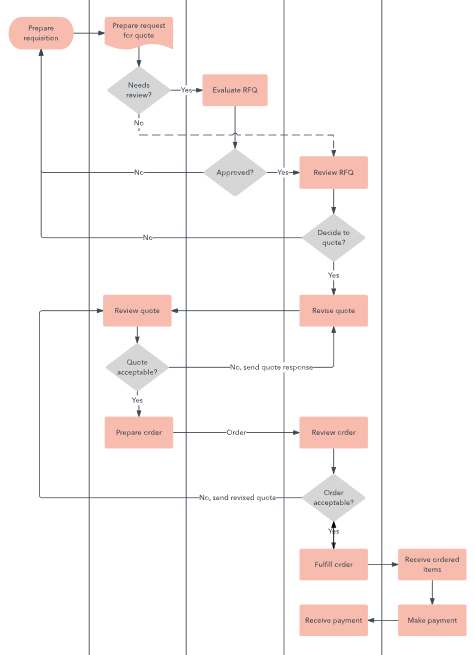 Prepare
requisition
Prepare request
for quote
Needs
review?
Yes
Evaluate RFQ
No
No
Approved?
Yes
Review RFQ
No
Decide to
quote?
Yes
Review quote
Revise quote
Quote
acceptable?
No, send quote response
Yes
Prepare order
Order
Review order
No, send revised quote
Order
acceptable?
Yes
Fulfill order
Receive ordered
items
Receive payment
Make payment